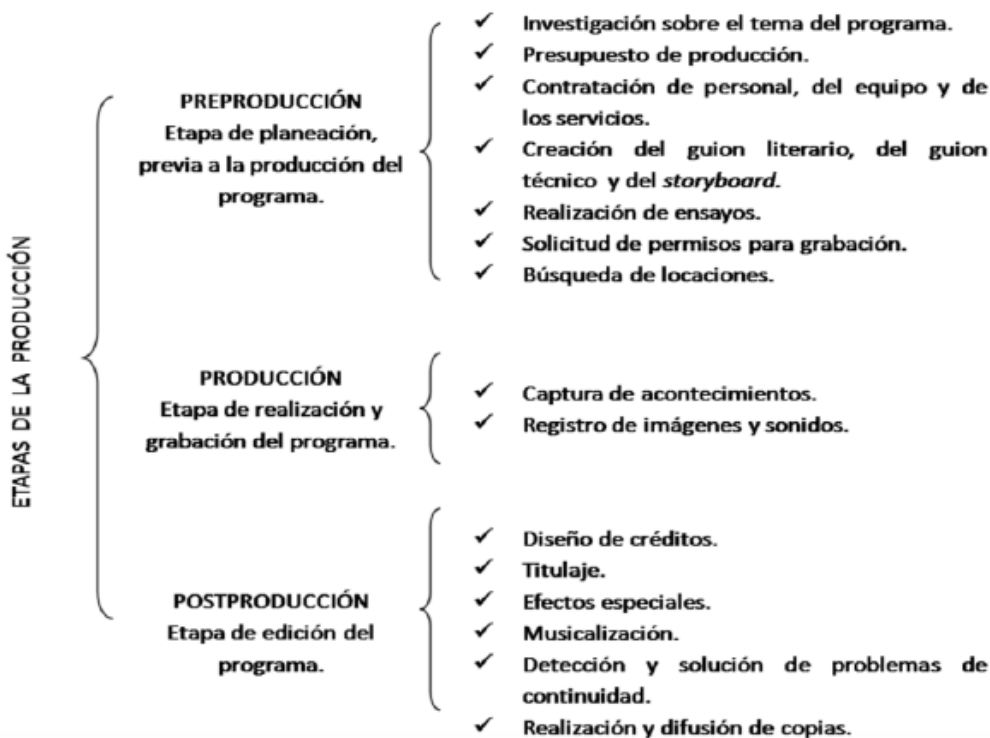 ETAPAS DE LA PRODUCCIÓN
PREPRODUCCIÓN
Etapa de planeación,
previa a la producción del
programa.
✓ Investigación sobre el tema del programa.
✓ Presupuesto de producción.
✓ Contratación de personal, del equipo y de
los servicios.
✓ Creación del guion literario, del guion
técnico y del storyboard.
✓ Realización de ensayos.
✓ Solicitud de permisos para grabación.
✓ Búsqueda de locaciones.
PRODUCCIÓN
Etapa de realización y
grabación del programa.
✓ Captura de acontecimientos.
✓ Registro de imágenes y sonidos.
POSTPRODUCCIÓN
Etapa de edición del
programa.
✓ Diseño de créditos.
✓ Titulaje.
✓ Efectos especiales.
✓ Musicalización.
✓ Detección y solución de problemas de
continuidad.
✓ Realización y difusión de copias.